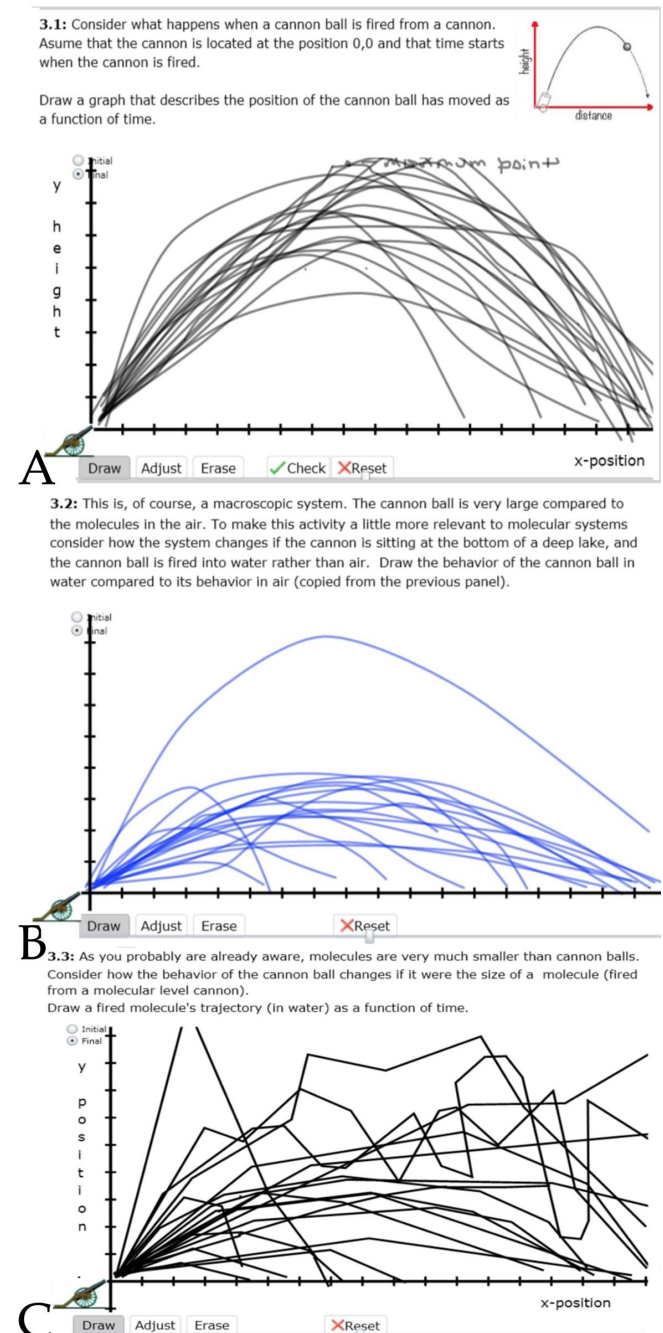 3.1: Consider what happens when a cannon ball is fired from a cannon.
Asume that the cannon is located at the position 0,0 and that time starts
when the cannon is fired.
Draw a graph that describes the position of the cannon ball has moved as
a function of time.
height
distance
Initial
Final
maximum point
y height
x-position
A
Draw Adjust Erase Check Reset
3.2: This is, of course, a macroscopic system. The cannon ball is very large compared to
the molecules in the air. To make this activity a little more relevant to molecular systems
consider how the system changes if the cannon is sitting at the bottom of a deep lake, and
the cannon ball is fired into water rather than air. Draw the behavior of the cannon ball in
water compared to its behavior in air (copied from the previous panel).
Initial
Final
B
Draw Adjust Erase Reset
3.3: As you probably are already aware, molecules are very much smaller than cannon balls.
Consider how the behavior of the cannon ball changes if it were the size of a molecule (fired
from a molecular level cannon).
Draw a fired molecule's trajectory (in water) as a function of time.
Initial
Final
y position
x-position
C
Draw Adjust Erase Reset